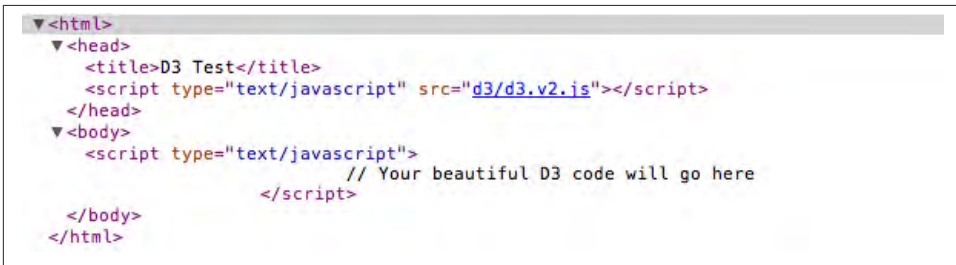 ▼<html>
▼<head>
<title>D3 Test</title>
<script type="text/javascript" src="d3/d3.v2.js"></script>
</head>
▼<body>
<script type="text/javascript">
// Your beautiful D3 code will go here
</script>
</body>
</html>